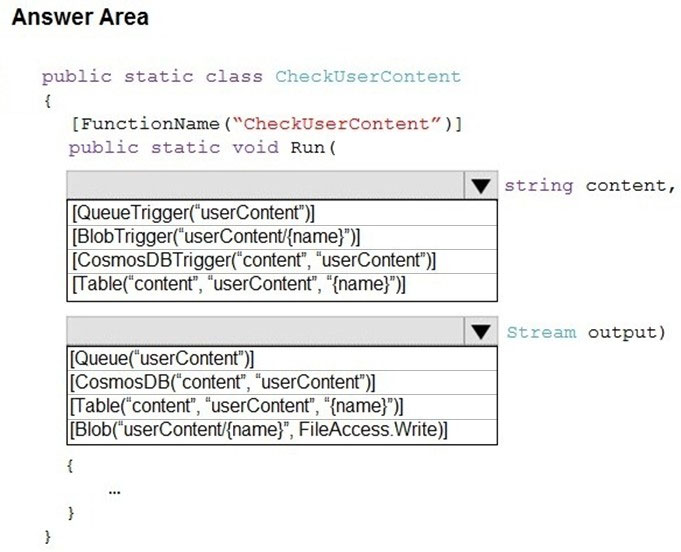 Answer Area
public static class CheckUserContent
{
[FunctionName(“CheckUserContent”)]
public static void Run(
string content,
[QueueTrigger(“userContent”)]
[BlobTrigger(“userContent/{name}”)]
[CosmosDBTrigger(“content”, “userContent”)]
[Table(“content”, “userContent”, “{name}”)]
Stream output)
[Queue(“userContent”)]
[CosmosDB(“content”, “userContent”)]
[Table(“content”, “userContent”, “{name}”)]
[Blob(“userContent/{name}”, FileAccess.Write)]
{
...
}
}